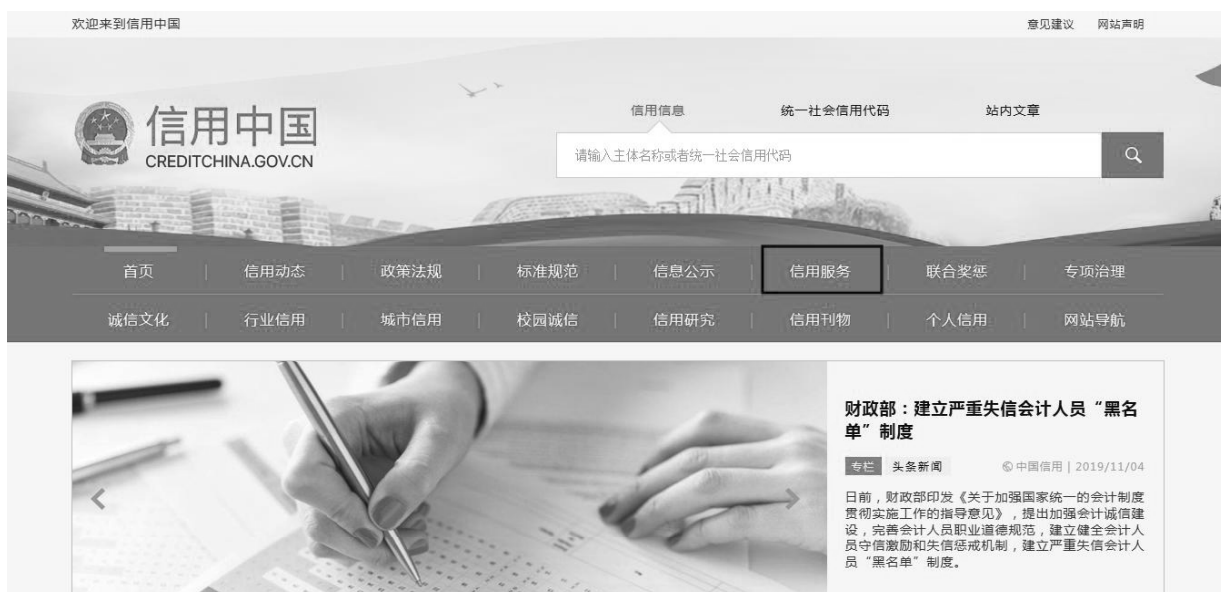 欢迎来到信用中国
意见建议 网站声明
信用中国
CREDITCHINA.GOV.CN
信用信息 统一社会信用代码 站内文章
请输入主体名称或者统一社会信用代码
首页 信用动态 政策法规 标准规范 信息公示 信用服务 联合奖惩 专项治理
诚信文化 行业信用 城市信用 校园诚信 信用研究 信用刊物 个人信用 网站导航
财政部：建立严重失信会计人员“黑名
单”制度
专栏 头条新闻 中国信用 | 2019/11/04
日前，财政部印发《关于加强国家统一的会计制度
贯彻实施工作的指导意见》，提出加强会计诚信建
设，完善会计人员职业道德规范，建立健全会计人
员守信激励和失信惩戒机制，建立严重失信会计人
员“黑名单”制度。